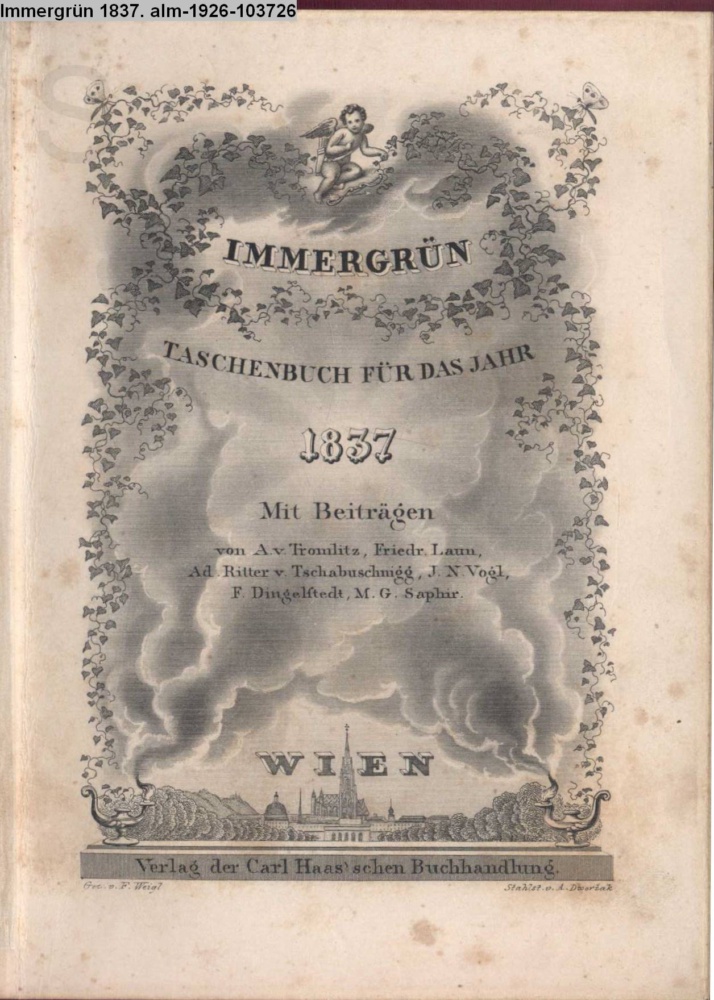 Immergrün 1837. alm-1926-103726
IMMERGRÜN
TASCHENBUCH FÜR DAS JAHR
1837
Mit Beiträgen
von A. v. Tromlitz, Friedr. Laun,
Ad. Ritter v. Tschabuschnigg, J. N. Vogl,
F. Dingelstedt, M. G. Saphir.
WIEN
Verlag der Carl Haas'schen Buchhandlung.
Gez. v. F. Weigl
Stahlst. v. A. Dworžak